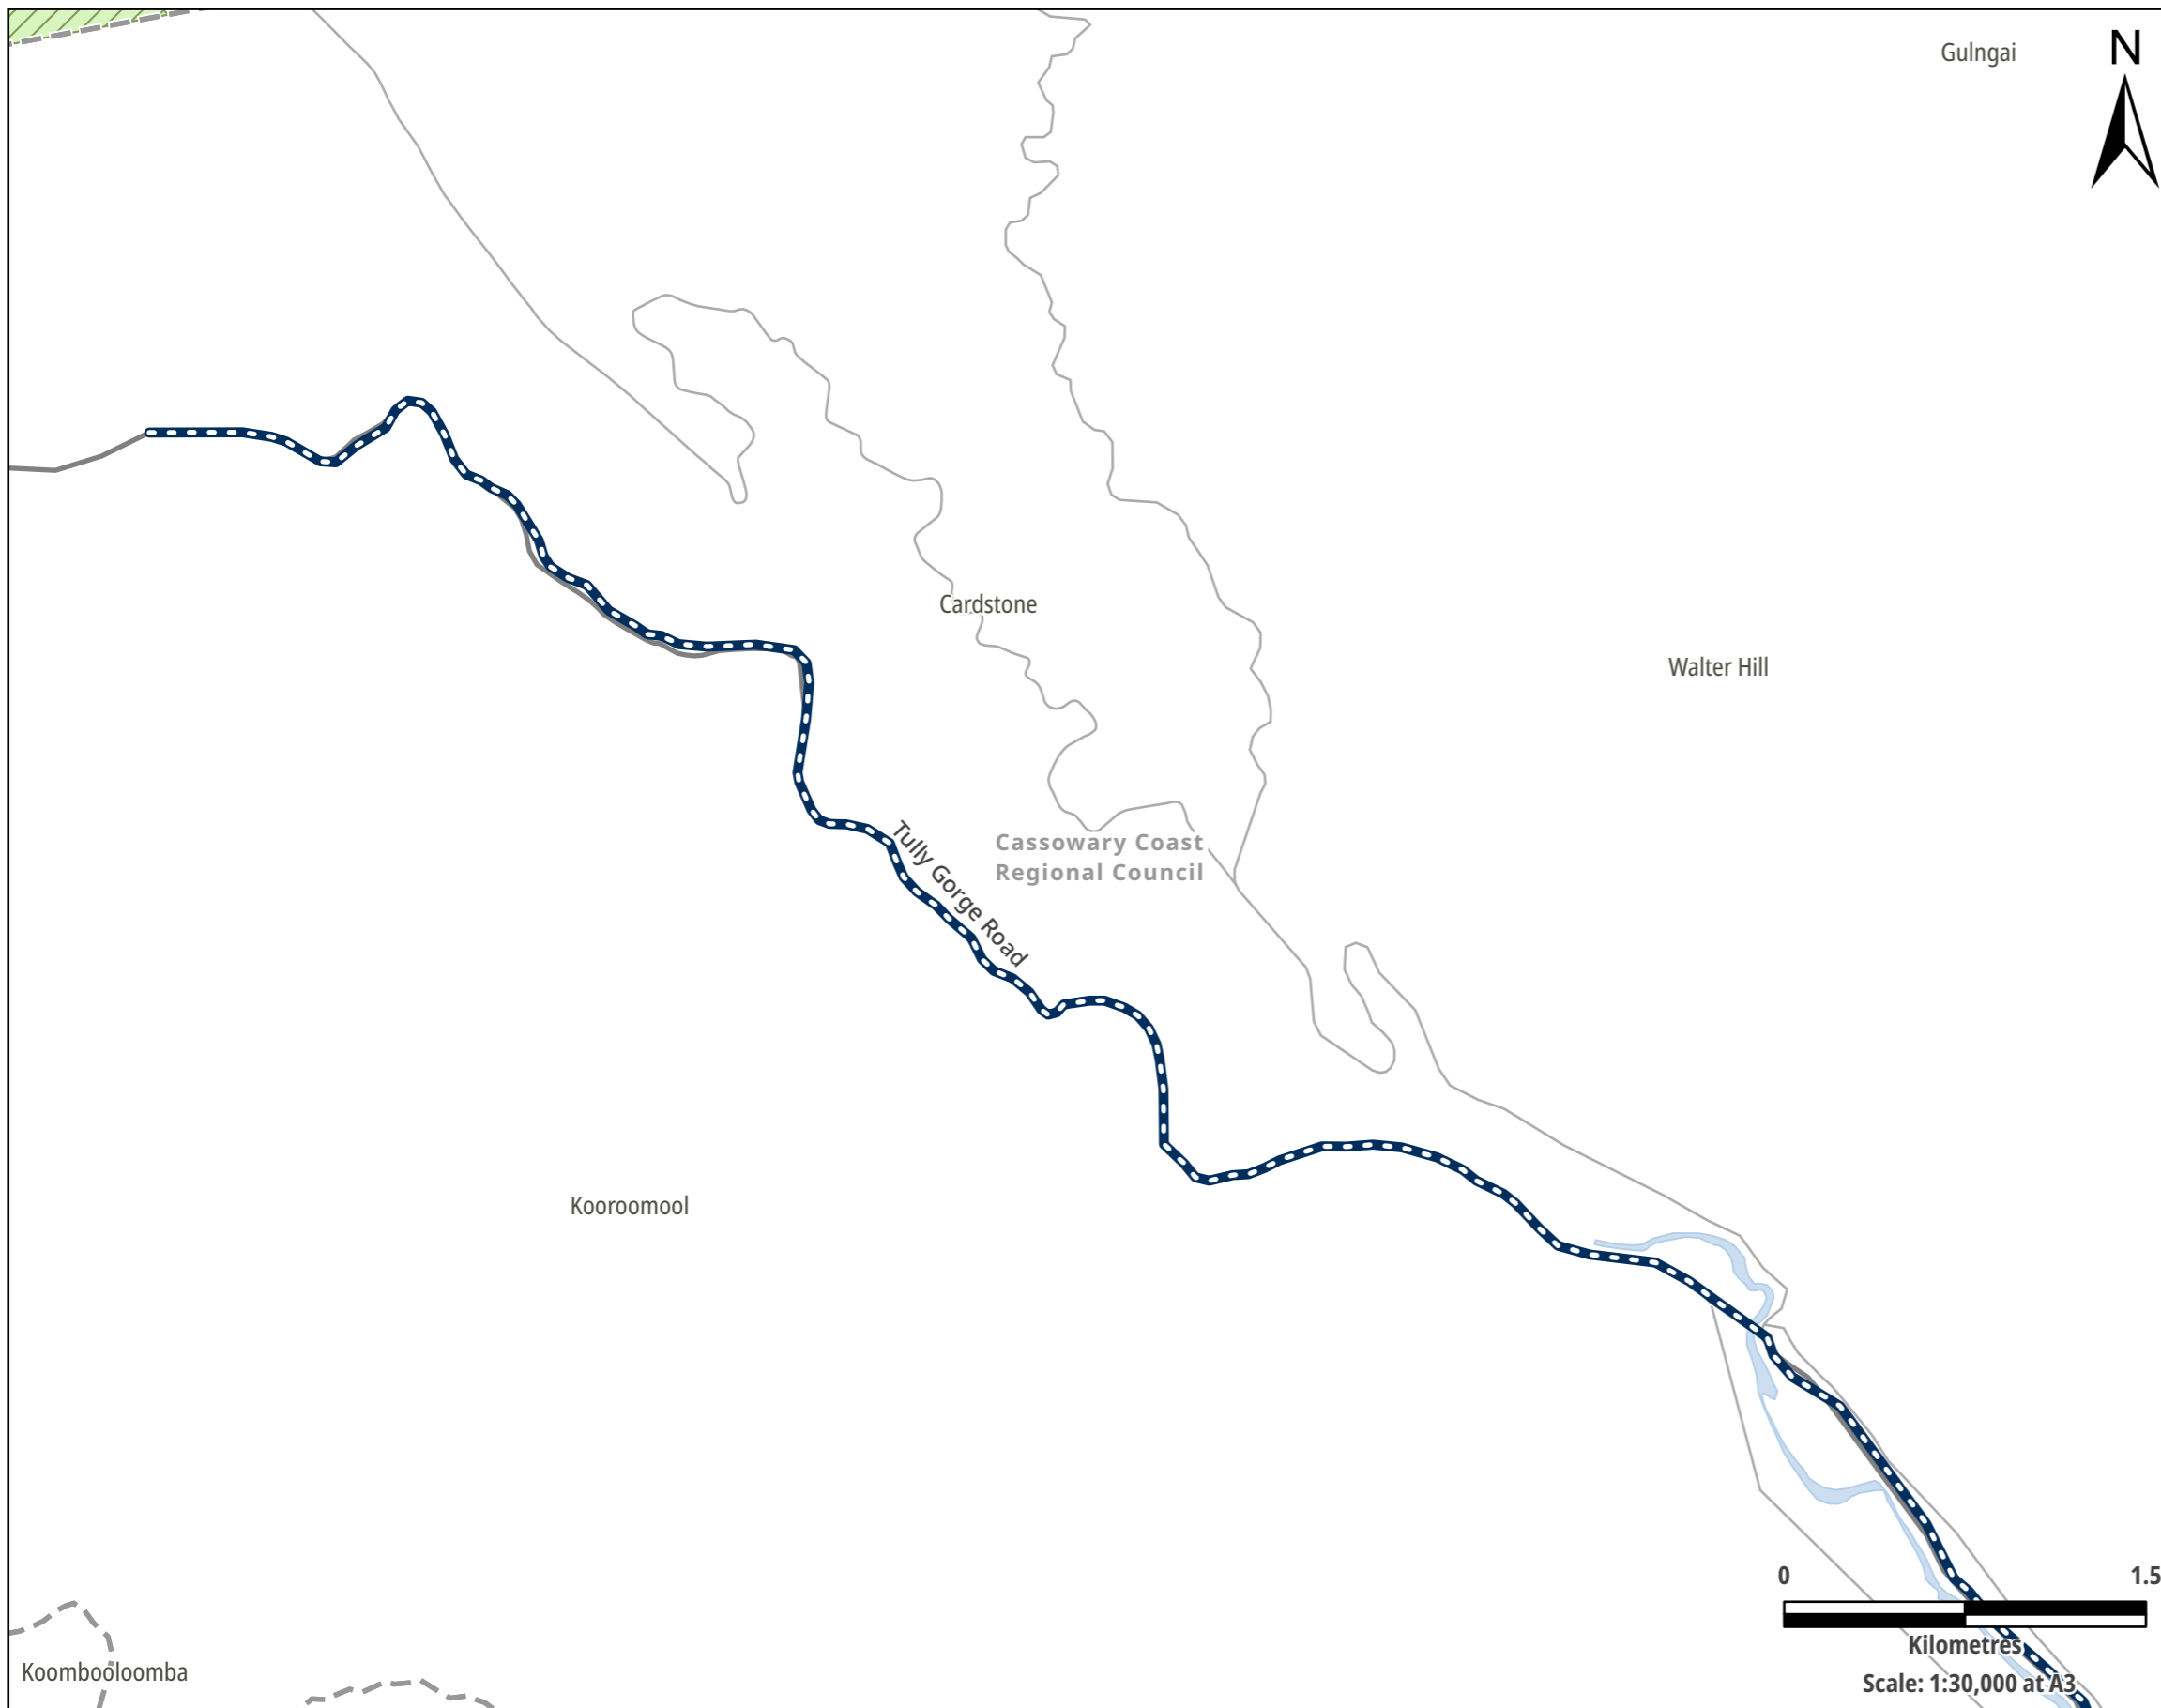 Gulngai
N
Cardstone
Walter Hill
Cassowary Coast
Regional Council
Tully Gorge Road
Kooroomool
0 1.5
Kilometres
Koombooloomba
Scale: 1:30,000 at A3